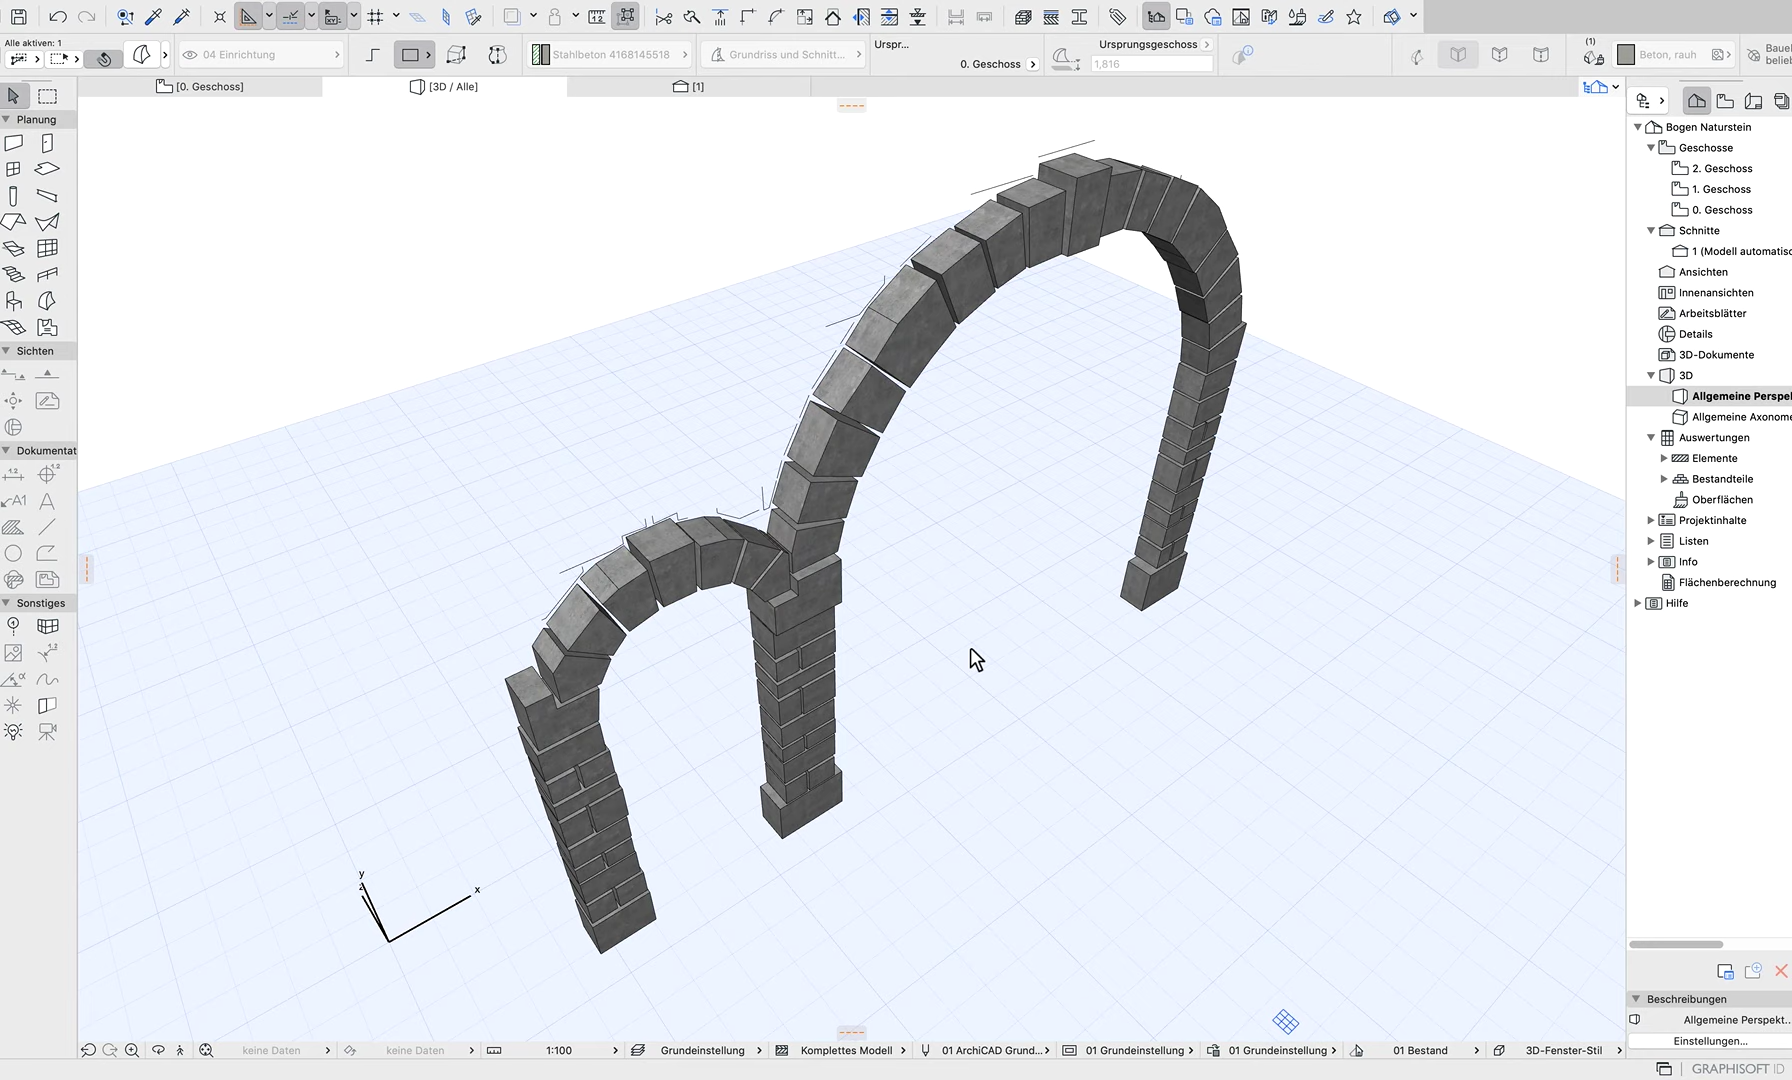 Alle aktiven: 1
04 Einrichtung
Stahlbeton 4168145518
Grundriss und Schnitt...
Urspr...
0. Geschoss
Ursprungsgeschoss
1,816
(1)
Beton, rauh
Bauel
belieb
[0. Geschoss]
[3D / Alle]
[1]
Planung
Sichten
Dokumentat
Sonstiges
Bogen Naturstein
Geschosse
2. Geschoss
1. Geschoss
0. Geschoss
Schnitte
1 (Modell automatisc
Ansichten
Innenansichten
Arbeitsblätter
Details
3D-Dokumente
3D
Allgemeine Perspe
Allgemeine Axonome
Auswertungen
Elemente
Bestandteile
Oberflächen
Projektinhalte
Listen
Info
Flächenberechnung
Hilfe
y
z
x
Beschreibungen
Allgemeine Perspekt...
Einstellungen...
keine Daten
keine Daten
1:100
Grundeinstellung
Komplettes Modell
01 ArchiCAD Grund...
01 Grundeinstellung
01 Grundeinstellung
01 Bestand
3D-Fenster-Stil
GRAPHISOFT ID